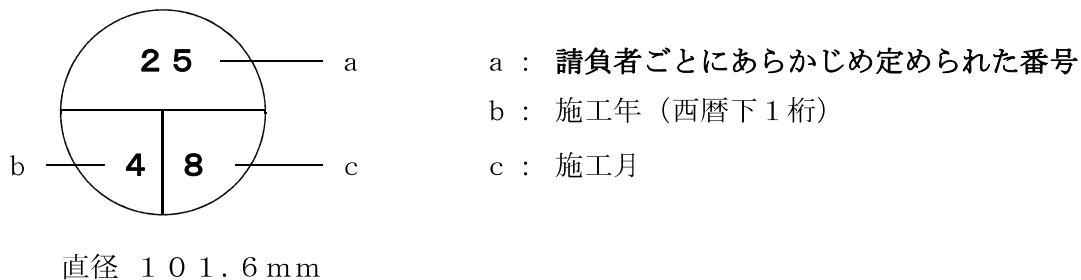 ２５
a
a : 請負者ごとにあらかじめ定められた番号
b : 施工年（西暦下１桁）
b
４
８
c
c : 施工月
直径 １０１.６mm